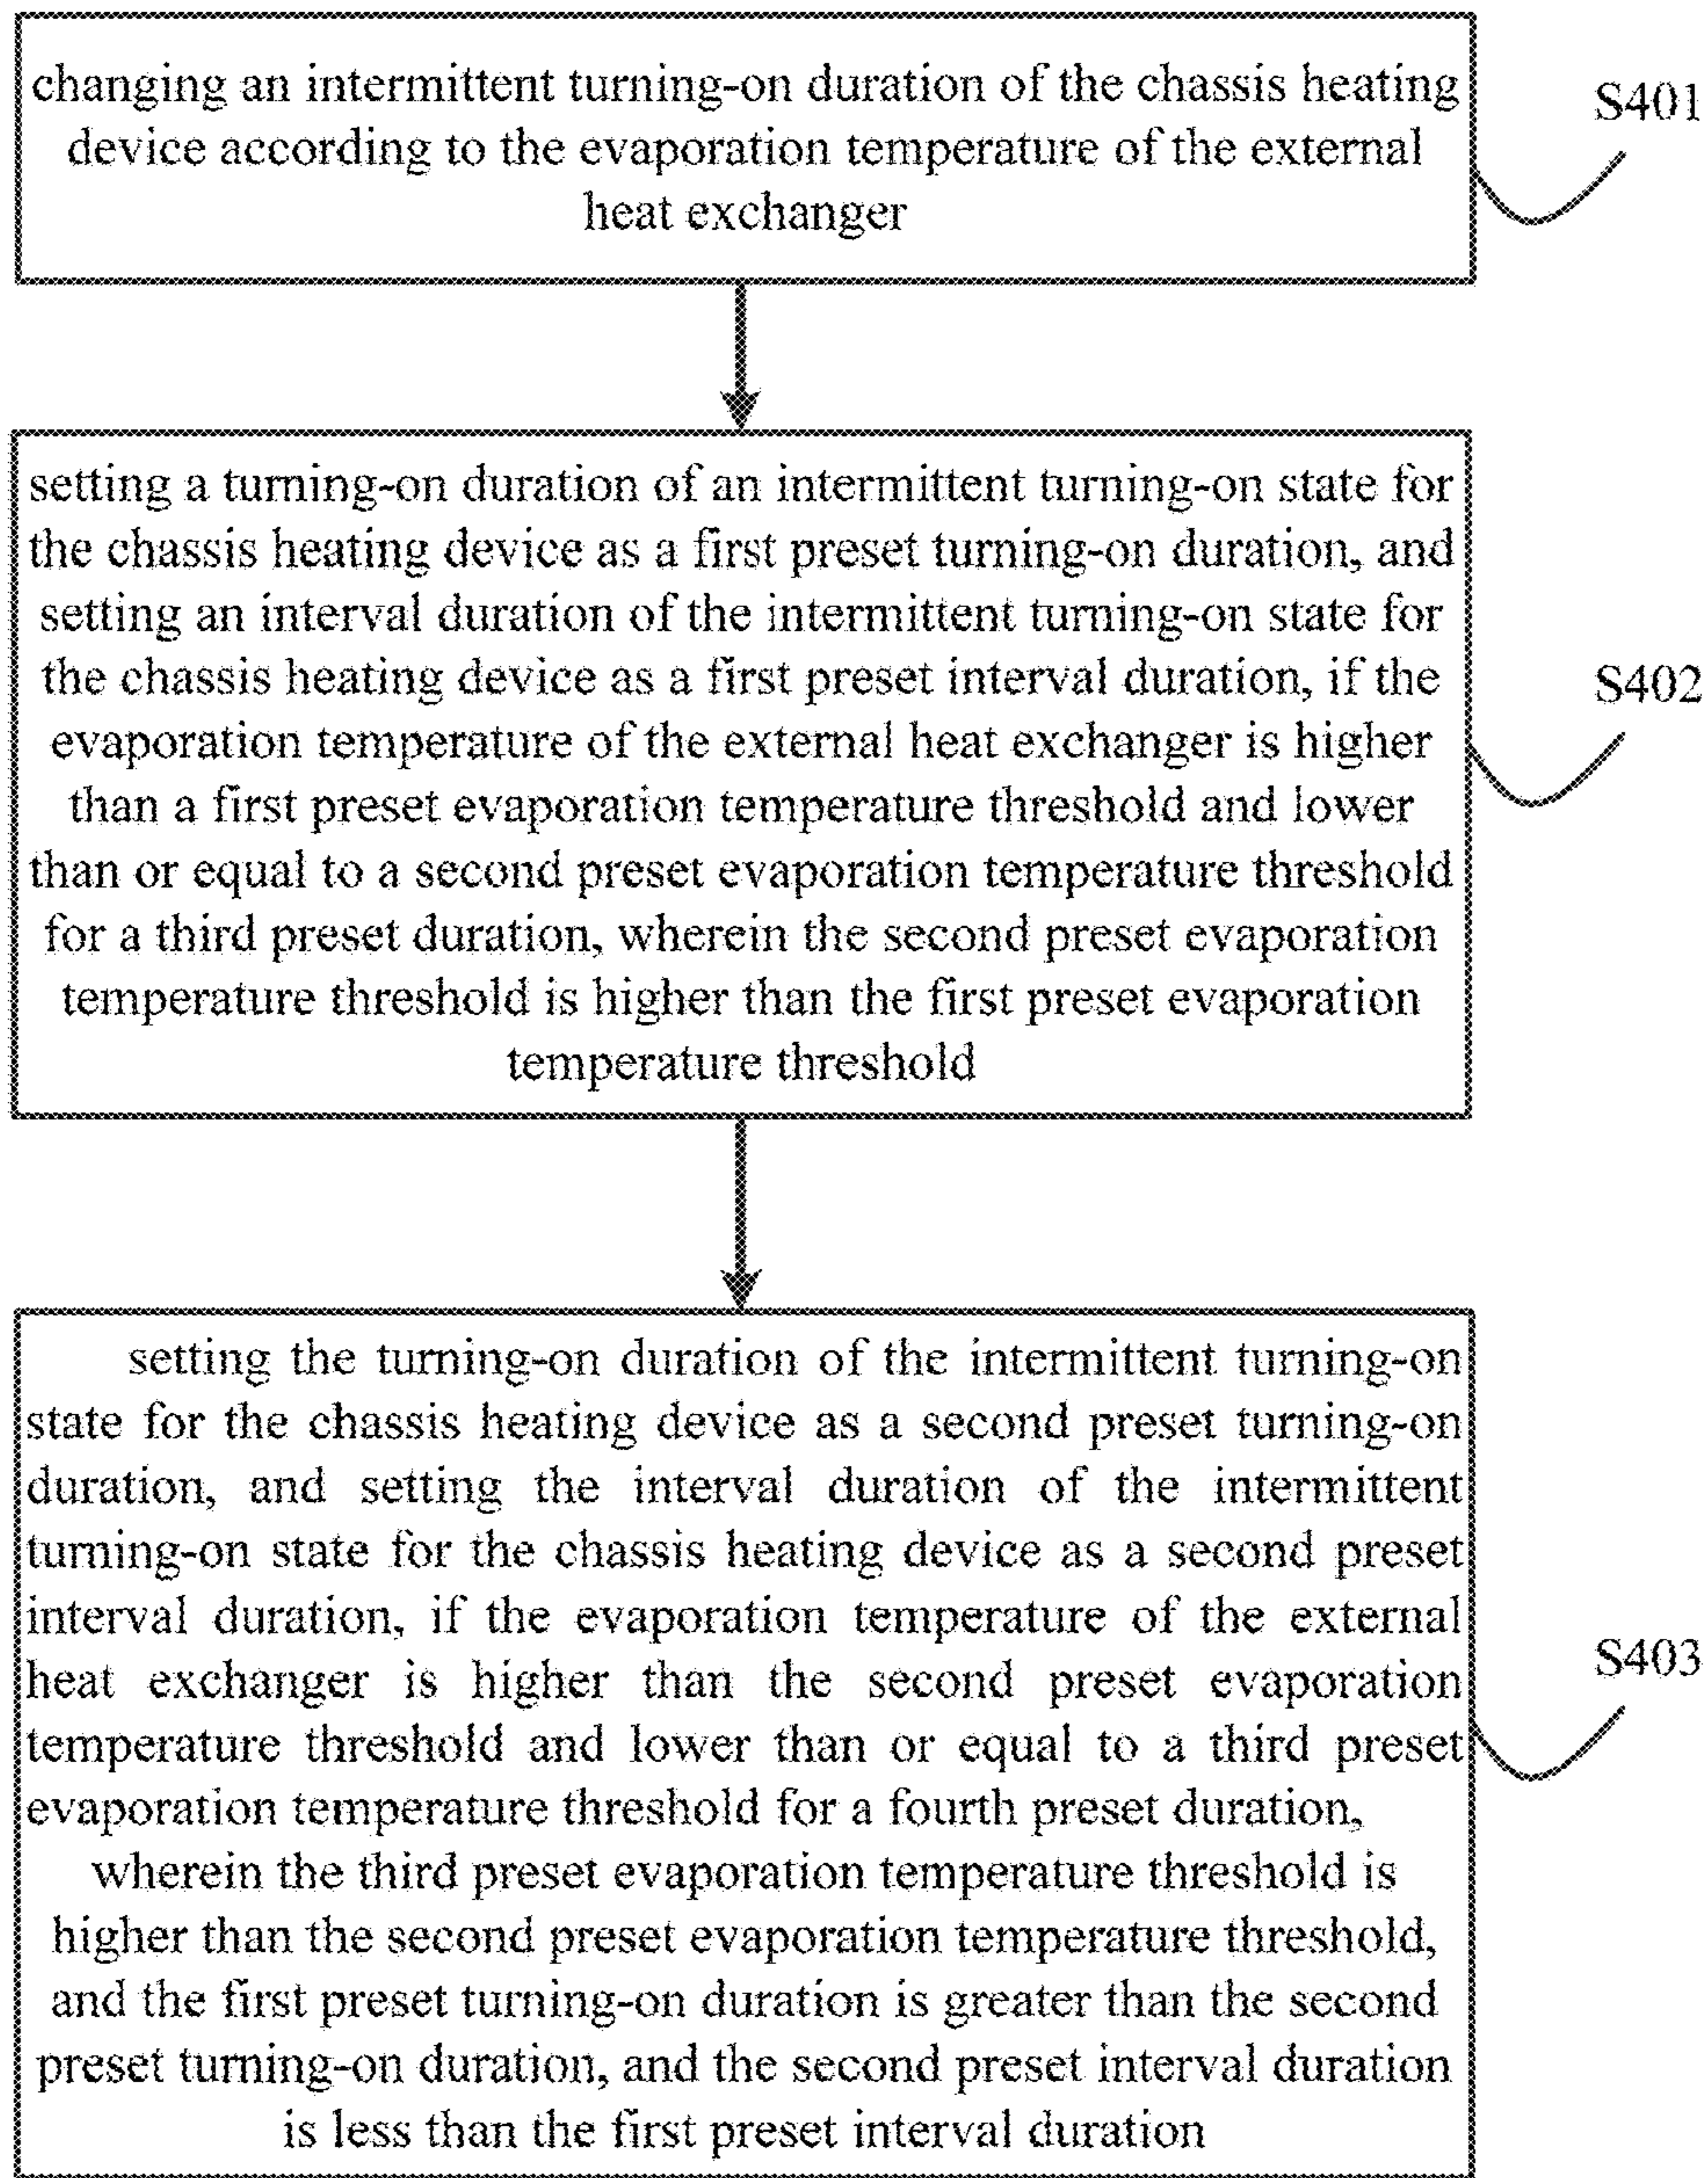 changing an intermittent turning-on duration of the chassis heating
device according to the evaporation temperature of the external
heat exchanger
S401
setting a turning-on duration of an intermittent turning-on state for
the chassis heating device as a first preset turning-on duration, and
setting an interval duration of the intermittent turning-on state for
the chassis heating device as a first preset interval duration, if the
evaporation temperature of the external heat exchanger is higher
than a first preset evaporation temperature threshold and lower
than or equal to a second preset evaporation temperature threshold
for a third preset duration, wherein the second preset evaporation
temperature threshold is higher than the first preset evaporation
temperature threshold
S402
setting the turning-on duration of the intermittent turning-on
state for the chassis heating device as a second preset turning-on
duration, and setting the interval duration of the intermittent
turning-on state for the chassis heating device as a second preset
interval duration, if the evaporation temperature of the external
heat exchanger is higher than the second preset evaporation
temperature threshold and lower than or equal to a third preset
evaporation temperature threshold for a fourth preset duration,
wherein the third preset evaporation temperature threshold is
higher than the second preset evaporation temperature threshold,
and the first preset turning-on duration is greater than the second
preset turning-on duration, and the second preset interval duration
is less than the first preset interval duration
S403